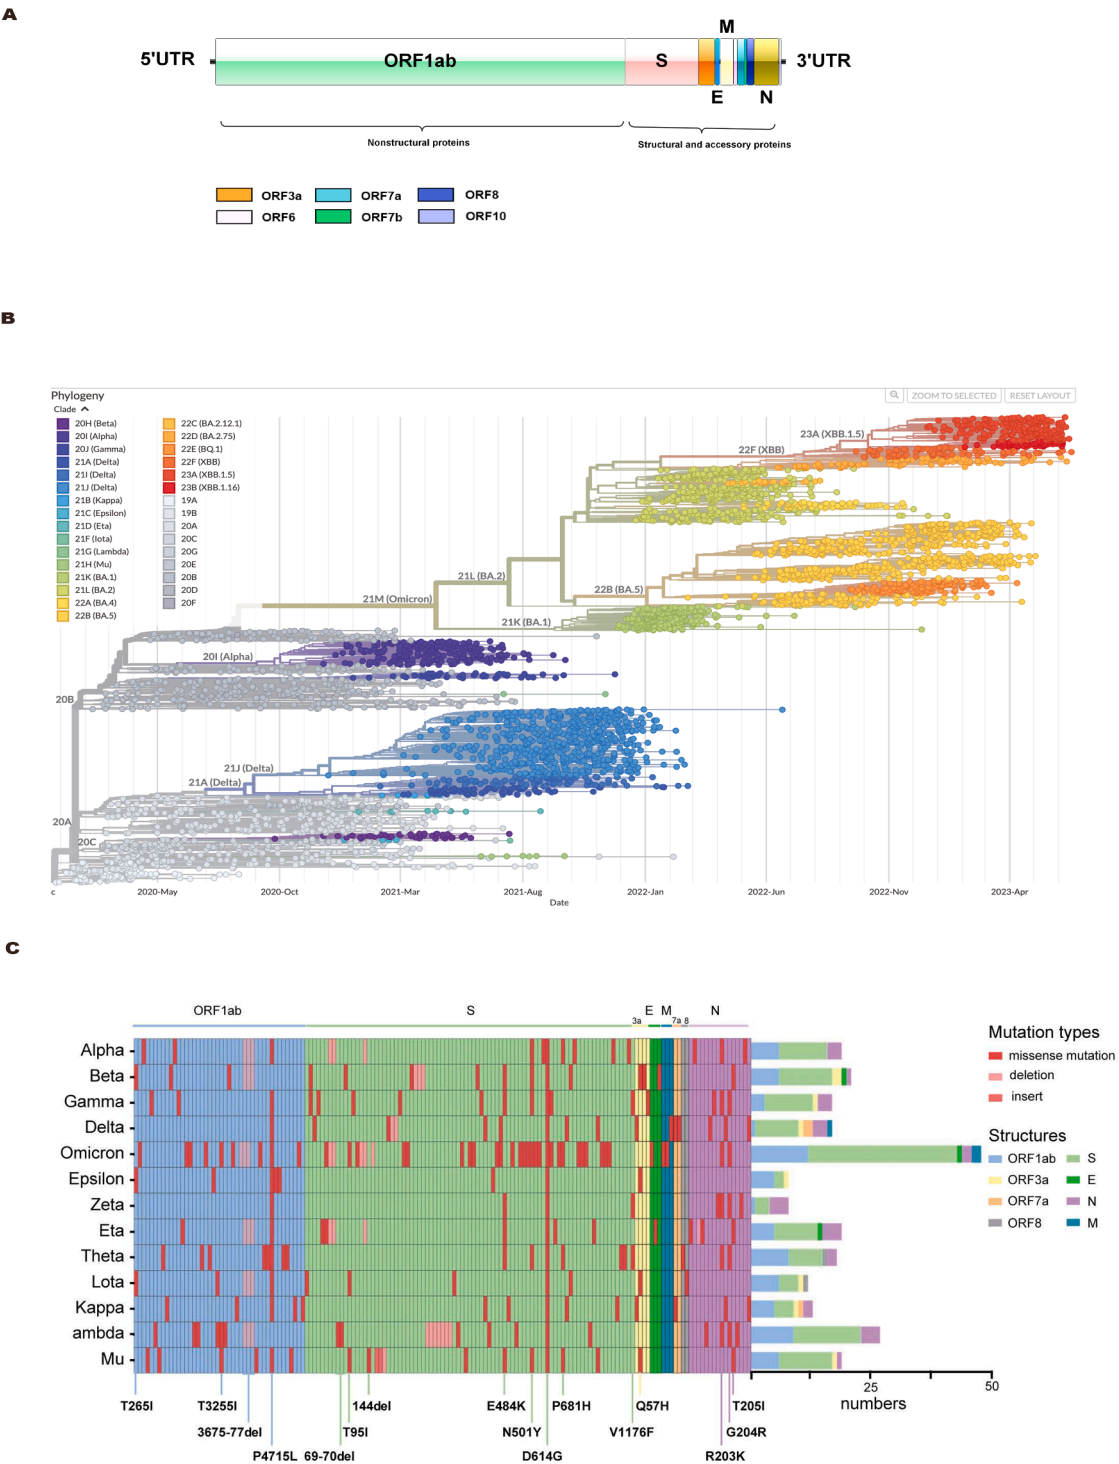 A
M
5'UTR
ORF1ab
S
3'UTR
E
N
Nonstructural proteins
Structural and accessory proteins
ORF3a
ORF7a
ORF8
ORF6
ORF7b
ORF10
B
Phylogeny
ZOOM TO SELECTED
RESET LAYOUT
Clade
20H (Beta)
20I (Alpha)
20J (Gamma)
21A (Delta)
21I (Delta)
21J (Delta)
21B (Kappa)
21C (Epsilon)
21D (Eta)
21F (Iota)
21G (Lambda)
21H (Mu)
21K (BA.1)
21L (BA.2)
22A (BA.4)
22B (BA.5)
22C (BA.2.12.1)
22D (BA.2.75)
22E (BQ.1)
22F (XBB)
23A (XBB.1.5)
23B (XBB.1.16)
19A
19B
20A
20C
20G
20E
20B
20D
20F
23A (XBB.1.5)
22F (XBB)
21L (BA.2)
22B (BA.5)
21M (Omicron)
21K (BA.1)
20I (Alpha)
20B
21J (Delta)
21A (Delta)
20A
20C
c
2020-May
2020-Oct
2021-Mar
2021-Aug
2022-Jan
2022-Jun
2022-Nov
2023-Apr
Date
C
ORF1ab
S
3a
E
M
7a
8
N
Alpha
Beta
Gamma
Delta
Omicron
Epsilon
Zeta
Eta
Theta
Lota
Kappa
ambda
Mu
Mutation types
missense mutation
deletion
insert
Structures
ORF1ab
S
ORF3a
E
ORF7a
N
ORF8
M
25
50
numbers
T265I
T3255I
144del
E484K
P681H
Q57H
T205I
3675-77del
T95I
N501Y
V1176F
G204R
P4715L
69-70del
D614G
R203K